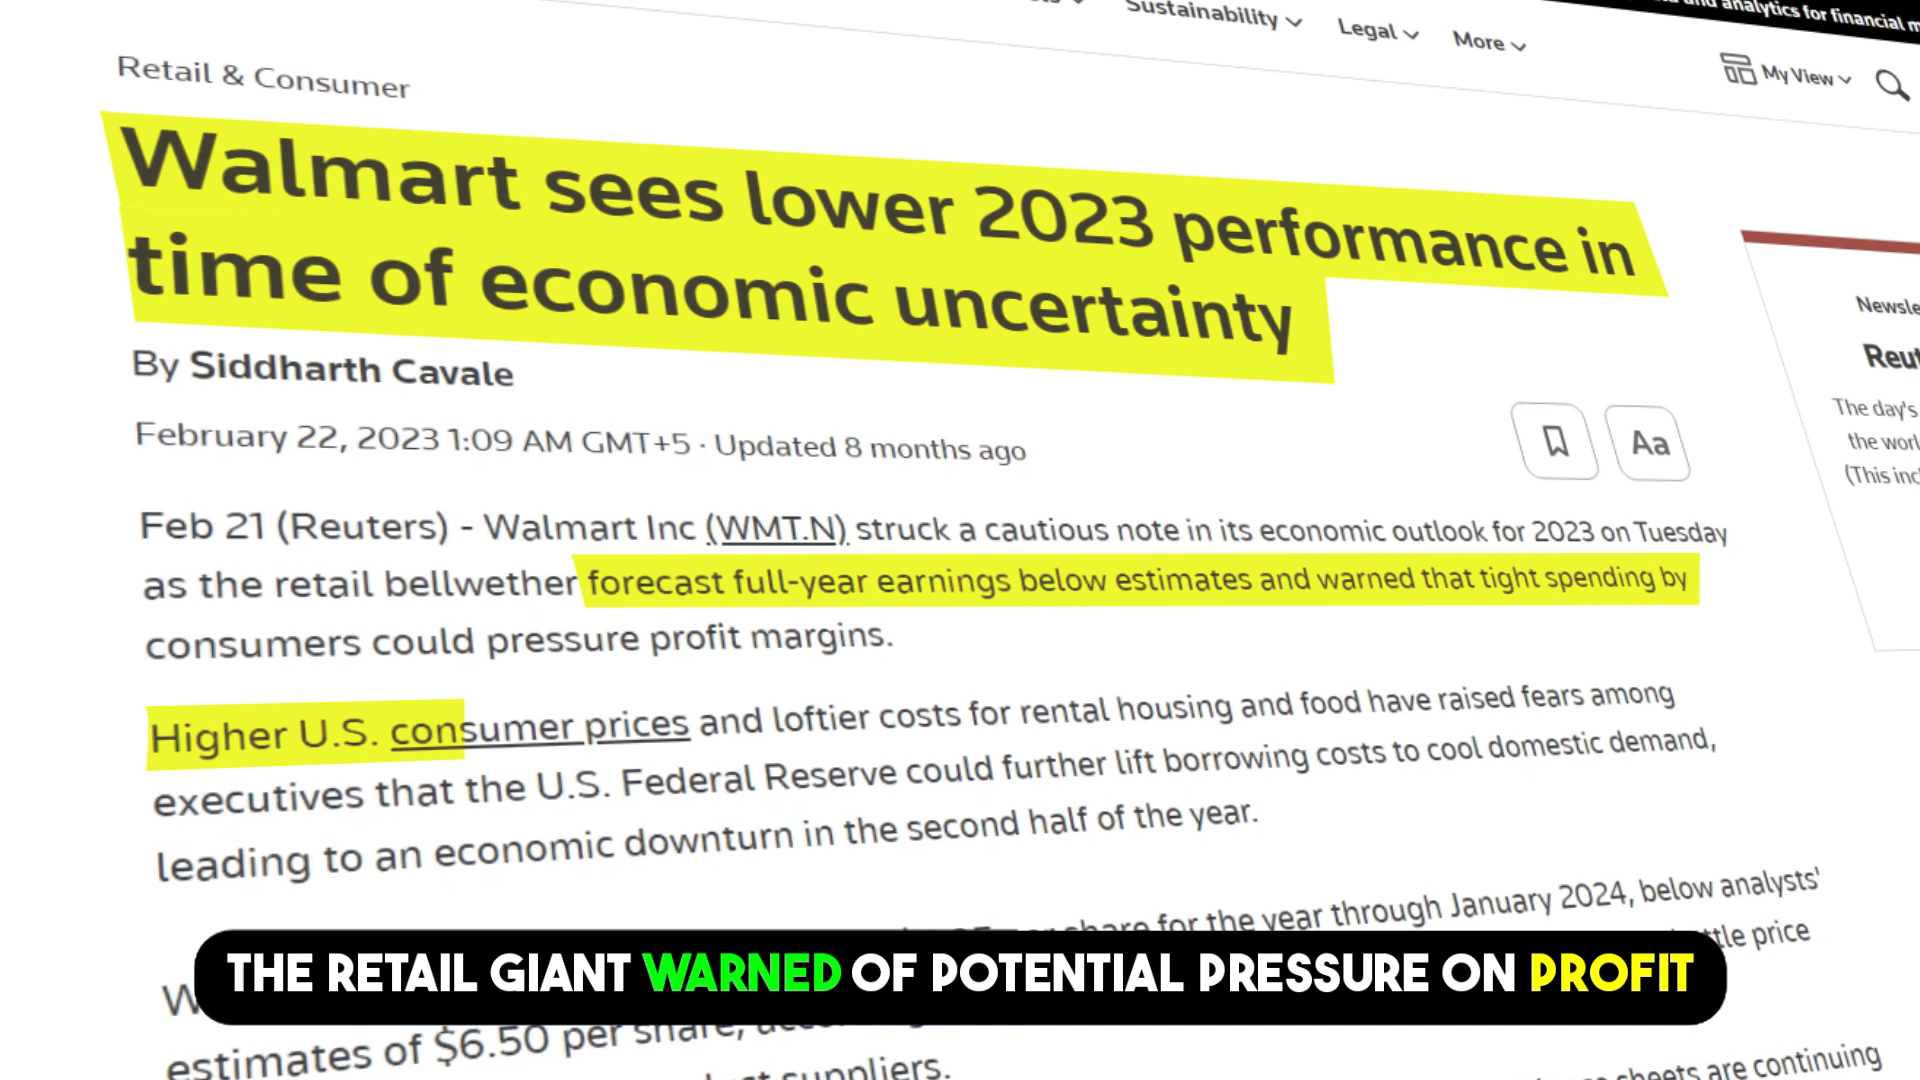 Sustainability
Legal
More
and analytics for financial
My View
Retail & Consumer
Walmart sees lower 2023 performance in
time of economic uncertainty
By Siddharth Cavale
February 22, 2023 1:09 AM GMT+5 · Updated 8 months ago
Aa
The day's
Feb 21 (Reuters) - Walmart Inc (WMT.N) struck a cautious note in its economic outlook for 2023 on Tuesday
as the retail bellwether forecast full-year earnings below estimates and warned that tight spending by
consumers could pressure profit margins.
Higher U.S. consumer prices and loftier costs for rental housing and food have raised fears among
executives that the U.S. Federal Reserve could further lift borrowing costs to cool domestic demand,
leading to an economic downturn in the second half of the year.
share for the year through January 2024, below analysts'
price
estimates of $6.50 per share,
suppliers.
sheets are continuing
THE RETAIL GIANT WARNED OF POTENTIAL PRESSURE ON PROFIT